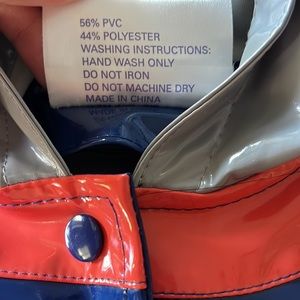 56% PVC
44% POLYESTER
WASHING INSTRUCTIONS:
HAND WASH ONLY
DO NOT IRON
DO NOT MACHINE DRY
MADE IN CHINA